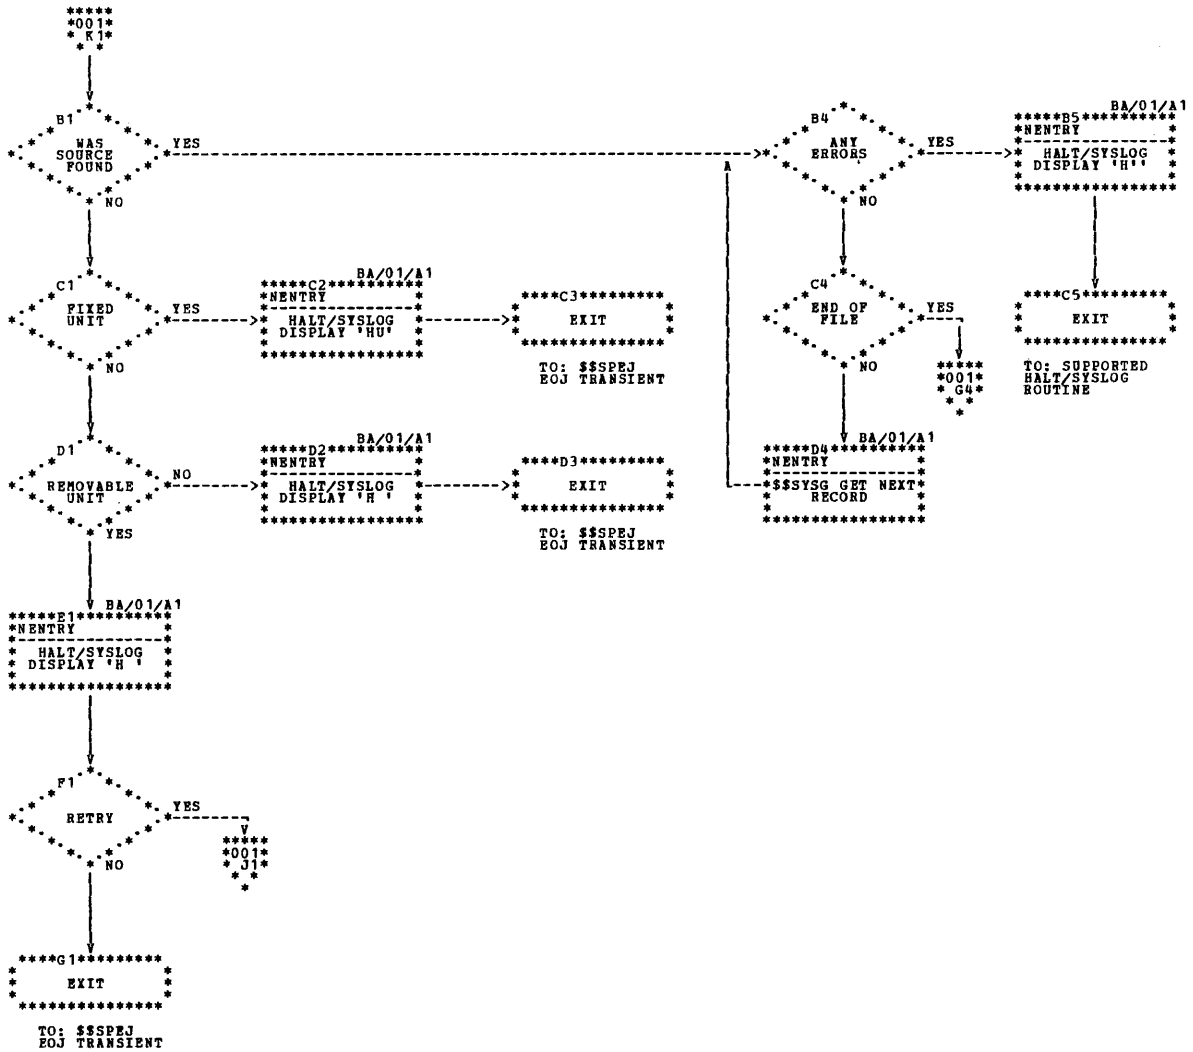 001
K1
B1
WAS
SOURCE
FOUND
YES
NO
B4
ANY
ERRORS
YES
NO
BA/01/A1
B5
NENTRY
HALT/SYSLOG
DISPLAY 'H''
C1
FIXED
UNIT
YES
NO
BA/01/A1
C2
NENTRY
HALT/SYSLOG
DISPLAY 'HU'
C3
EXIT
TO: $$SPEJ
EOJ TRANSIENT
C4
END OF
FILE
YES
NO
001
G4
C5
EXIT
TO: SUPPORTED
HALT/SYSLOG
ROUTINE
D1
REMOVABLE
UNIT
NO
YES
BA/01/A1
D2
NENTRY
HALT/SYSLOG
DISPLAY 'H '
D3
EXIT
TO: $$SPEJ
EOJ TRANSIENT
BA/01/A1
D4
NENTRY
$$SYSG GET NEXT
RECORD
BA/01/A1
E1
NENTRY
HALT/SYSLOG
DISPLAY 'H '
F1
RETRY
YES
NO
001
J1
G1
EXIT
TO: $$SPEJ
EOJ TRANSIENT